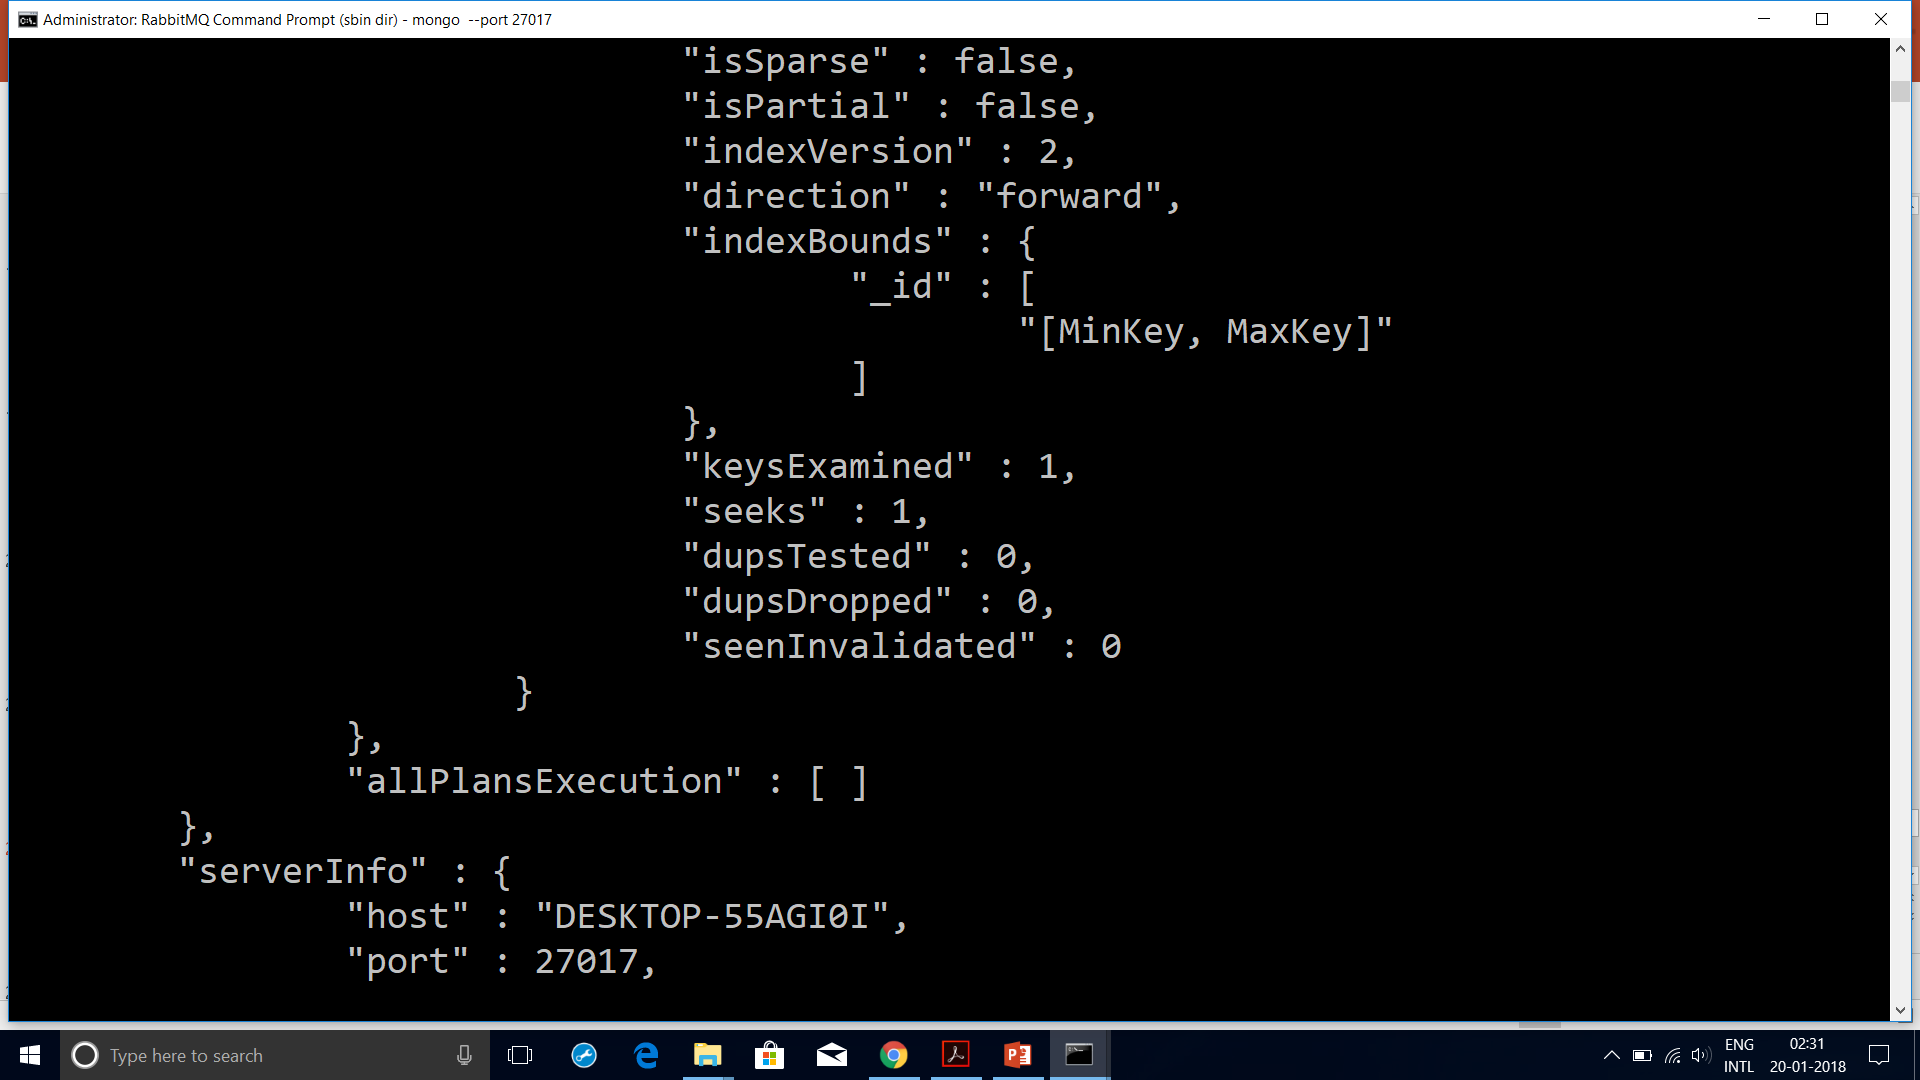 Administrator: RabbitMQ Command Prompt (sbin dir) - mongo  --port 27017
"isSparse" : false,
"isPartial" : false,
"indexVersion" : 2,
"direction" : "forward",
"indexBounds" : {
"_id" : [
"[MinKey, MaxKey]"
]
},
"keysExamined" : 1,
"seeks" : 1,
"dupsTested" : 0,
"dupsDropped" : 0,
"seenInvalidated" : 0
}
},
"allPlansExecution" : [ ]
},
"serverInfo" : {
"host" : "DESKTOP-55AGI0I",
"port" : 27017,
Type here to search
ENG
INTL
02:31
20-01-2018